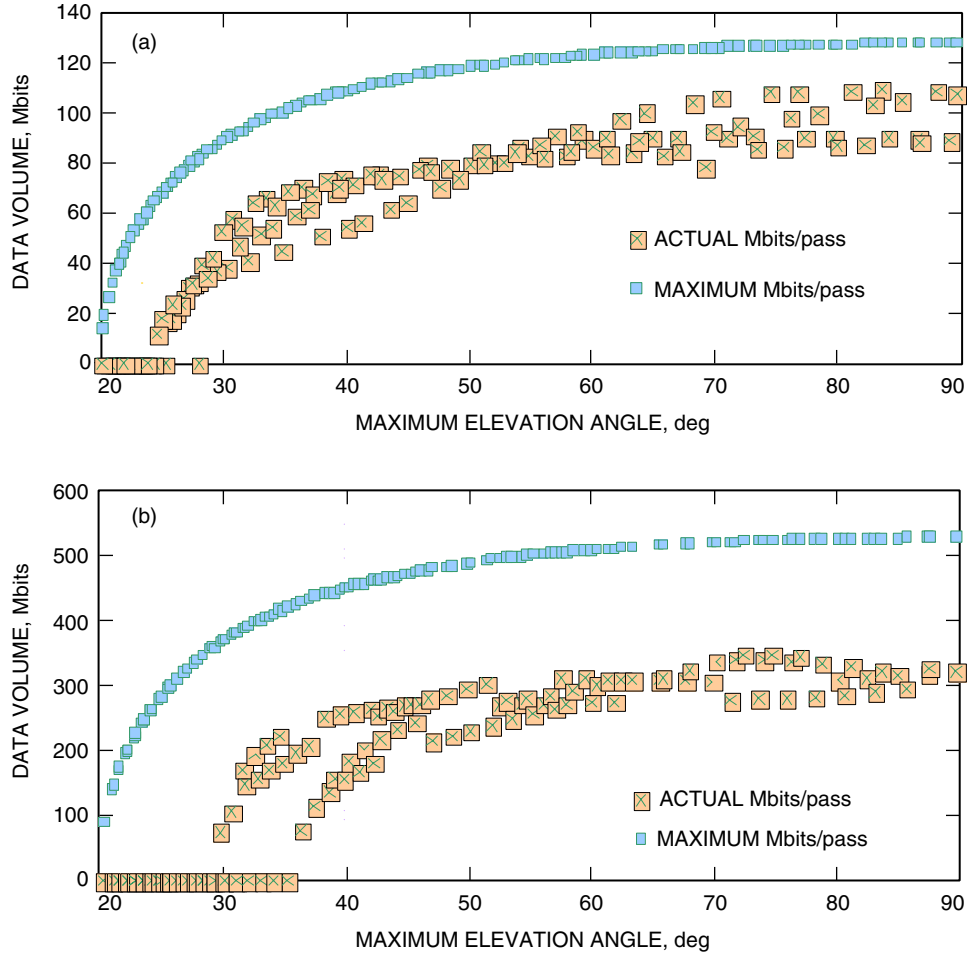 140
(a)
120
100
80
60
40
20
0
DATA VOLUME, Mbits
ACTUAL Mbits/pass
MAXIMUM Mbits/pass
20 30 40 50 60 70 80 90
MAXIMUM ELEVATION ANGLE, deg
600
(b)
500
400
300
200
100
0
DATA VOLUME, Mbits
ACTUAL Mbits/pass
MAXIMUM Mbits/pass
20 30 40 50 60 70 80 90
MAXIMUM ELEVATION ANGLE, deg